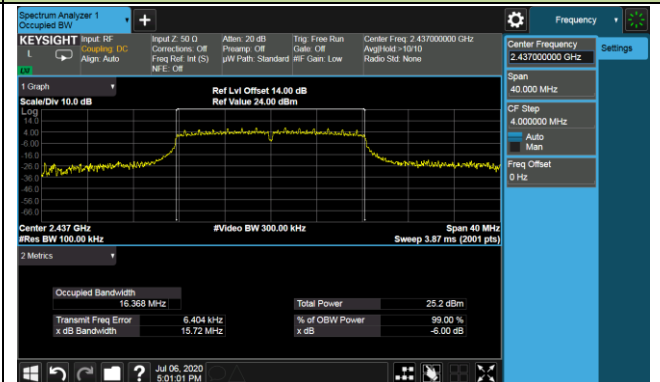 Spectrum Analyzer 1
Occupied BW
+
Frequency
KEYSIGHT Input: RF Input Z: 50 Ω Atten: 20 dB Trig: Free Run Center Freq: 2.437000000 GHz
L Coupling: DC Corrections: Off Preamp: Off Gate: Off Avg|Hold:>10/10
Align: Auto Freq Ref: Int (S) µW Path: Standard #IF Gain: Low Radio Std: None
NFE: Off
LW
Center Frequency
2.437000000 GHz
Settings
Span
40.000 MHz
CF Step
4.000000 MHz
Auto
Man
Freq Offset
0 Hz
1 Graph
Ref Lvl Offset 14.00 dB
Scale/Div 10.0 dB Ref Value 24.00 dBm
Log
14.0
4.00
-6.00
-16.0
-26.0
-36.0
-46.0
-56.0
-66.0
Center 2.437 GHz #Video BW 300.00 kHz Span 40 MHz
#Res BW 100.00 kHz Sweep 3.87 ms (2001 pts)
2 Metrics
Occupied Bandwidth
16.368 MHz Total Power 25.2 dBm
Transmit Freq Error 6.404 kHz % of OBW Power 99.00 %
x dB Bandwidth 15.72 MHz x dB -6.00 dB
?
Jul 06, 2020
5:01:01 PM